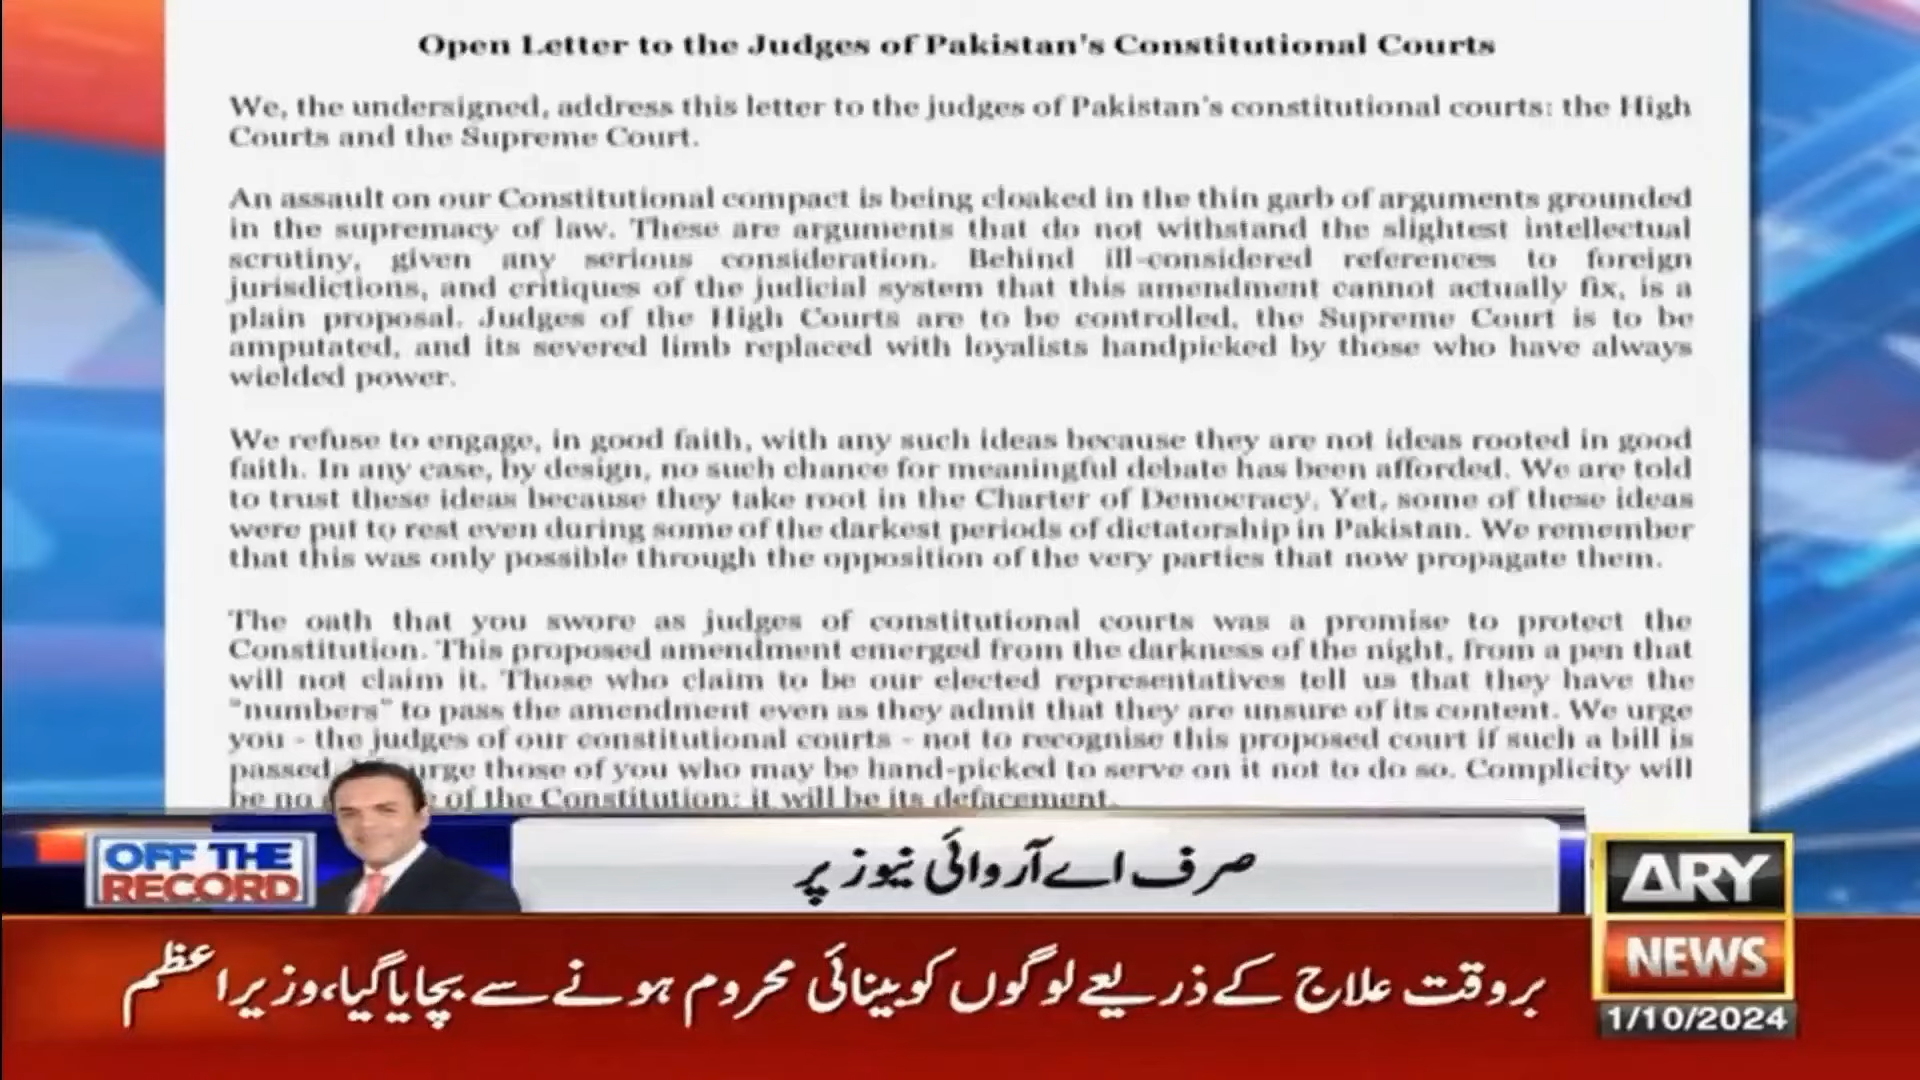 Open Letter to the Judges of Pakistan's Constitutional Courts
We, the undersigned, address this letter to the judges of Pakistan's constitutional courts: the High
Courts and the Supreme Court.
An assault on our Constitutional compact is being cloaked in the thin garb of arguments grounded
in the supremacy of law. These are arguments that do not withstand the slightest intellectual
scrutiny, given any serious consideration. Behind ill-considered references to foreign
jurisdictions, and critiques of the judicial system that this amendment cannot actually fix, is a
plain proposal. Judges of the High Courts are to be controlled, the Supreme Court is to be
amputated, and its severed limb replaced with loyalists handpicked by those who have always
wielded power.
We refuse to engage, in good faith, with any such ideas because they are not ideas rooted in good
faith. In any case, by design, no such chance for meaningful debate has been afforded. We are told
to trust these ideas because they take root in the Charter of Democracy. Yet, some of these ideas
were put to rest even during some of the darkest periods of dictatorship in Pakistan. We remember
that this was only possible through the opposition of the very parties that now propagate them.
The oath that you swore as judges of constitutional courts was a promise to protect the
Constitution. This proposed amendment emerged from the darkness of the night, from a pen that
will not claim it. Those who claim to be our elected representatives tell us that they have the
"numbers" to pass the amendment even as they admit that they are unsure of its content. We urge
you - the judges of our constitutional courts - not to recognise this proposed court if such a bill is
passed. urge those of you who may be hand-picked to serve on it not to do so. Complicity will
be no of the Constitution; it will be its defacement.
OFF THE
RECORD
صرف اے آر وائی نیوز پر
ARY
NEWS
بروقت علاج کے ذریعے لوگوں کو بینائی محروم ہونے سے بچایا گیا، وزیراعظم
1/10/2024